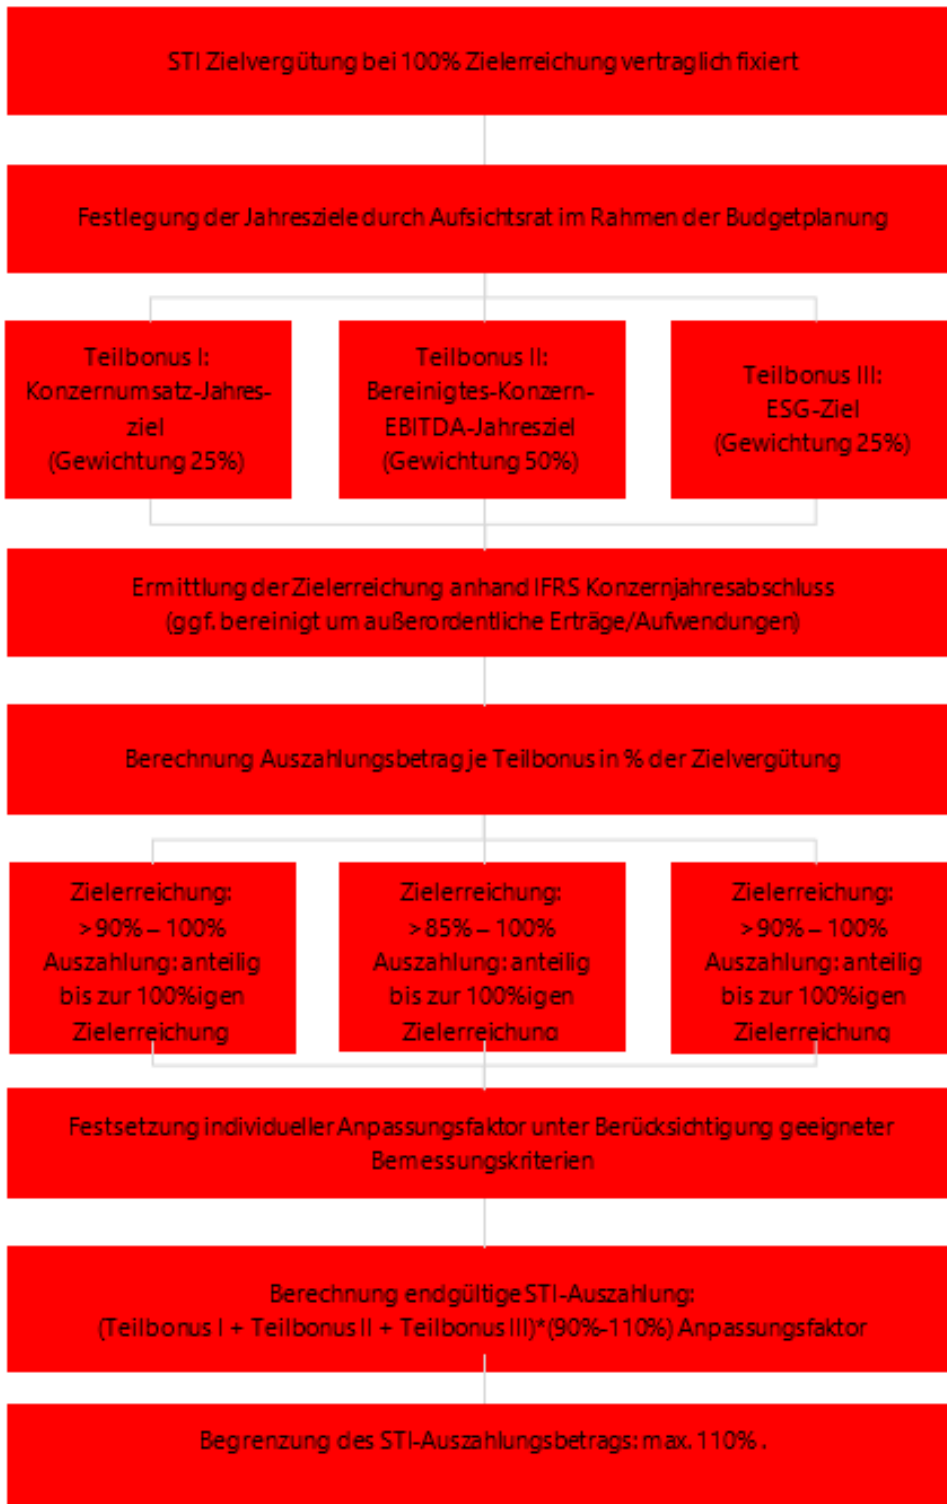 STI Zielvergütung bei 100% Zielerreichung vertraglich fixiert
Festlegung der Jahresziele durch Aufsichtsrat im Rahmen der Budgetplanung
Teilbonus I:
Konzernumsatz-Jahres-
ziel
(Gewichtung 25%)
Teilbonus II:
Bereinigtes-Konzern-
EBITDA-Jahresziel
(Gewichtung 50%)
Teilbonus III:
ESG-Ziel
(Gewichtung 25%)
Ermittlung der Zielerreichung anhand IFRS Konzernjahresabschluss
(ggf. bereinigt um außerordentliche Erträge/Aufwendungen)
Berechnung Auszahlungsbetrag je Teilbonus in % der Zielvergütung
Zielerreichung:
>90% – 100%
Auszahlung: anteilig
bis zur 100%igen
Zielerreichung
Zielerreichung:
>85% – 100%
Auszahlung: anteilig
bis zur 100%igen
Zielerreichung
Zielerreichung:
>90% – 100%
Auszahlung: anteilig
bis zur 100%igen
Zielerreichung
Festsetzung individueller Anpassungsfaktor unter Berücksichtigung geeigneter
Bemessungskriterien
Berechnung endgültige STI-Auszahlung:
(Teilbonus I + Teilbonus II + Teilbonus III)*(90%-110%) Anpassungsfaktor
Begrenzung des STI-Auszahlungsbetrags: max. 110% .